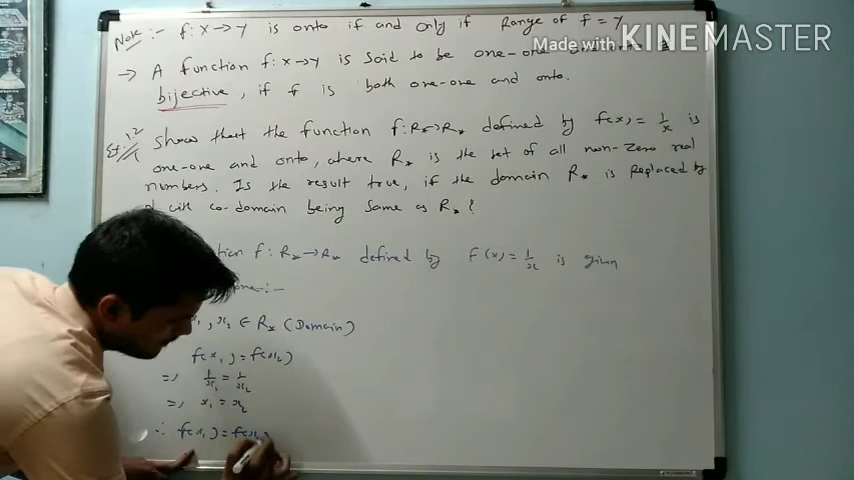 Note :- f: X → Y is onto if and only if Range of f = Y
Made with KINEMASTER
→ A function f: X→Y is said to be one-one
bijective, if f is both one-one and onto.
Ex. 1.2 Show that the function f: R*→R* defined by f(x) = 1/x is
one-one and onto, where R* is the set of all non-zero real
numbers. Is the result true, if the domain R* is replaced by
with co-domain being same as R*?
f: R*→R* defined by f(x) = 1/x is given
one:-
x₁, x₂ ∈ R* (Domain)
f(x₁) = f(x₂)
=> 1/x₁ = 1/x₂
=> x₁ = x₂
∴ f(x₁) = f(x₂)